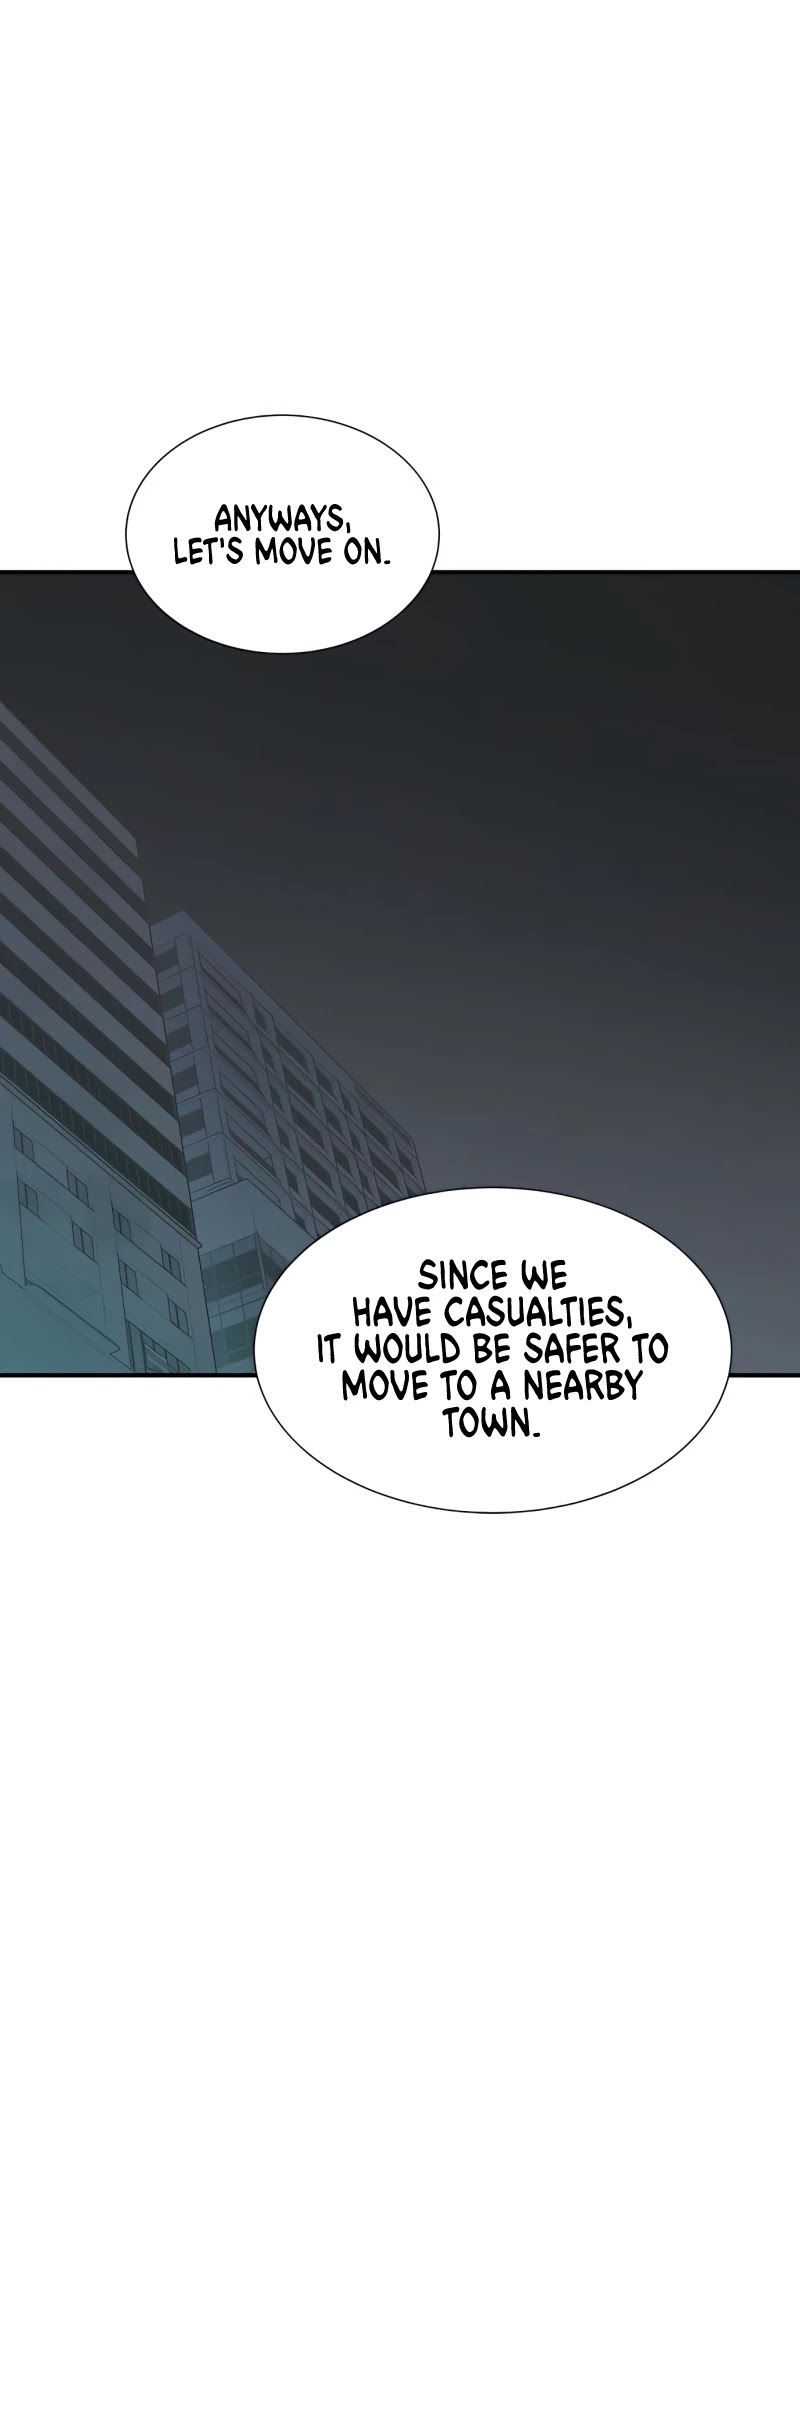 ANYWAYS,
LET'S MOVE ON.
SINCE WE
HAVE CASUALTIES,
IT WOULD BE SAFER TO
MOVE TO A NEARBY
TOWN.